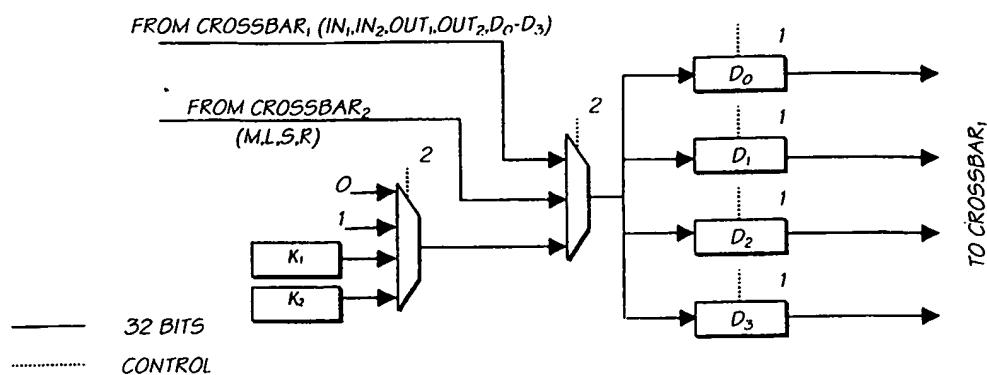 FROM CROSSBAR₁ (IN₁,IN₂,OUT₁,OUT₂,D₀-D₃)
1
D₀
FROM CROSSBAR₂
(M,L,S,R)
2
1
D₁
2
0
1
1
D₂
K₁
K₂
1
D₃
TO CROSSBAR₁
32 BITS
CONTROL